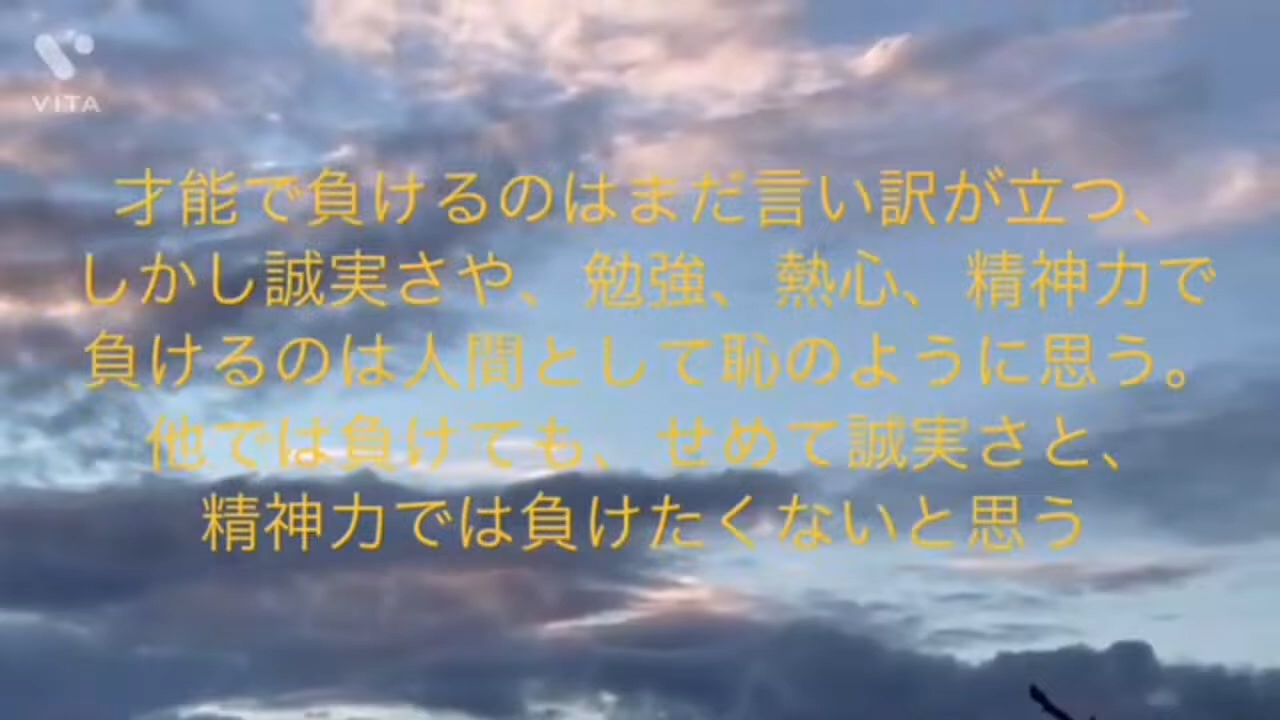 VITA
才能で負けるのはまだ言い訳が立つ、
しかし誠実さや、勉強、熱心、精神力で
負けるのは人間として恥のように思う。
他では負けても、せめて誠実さと、
精神力では負けたくないと思う